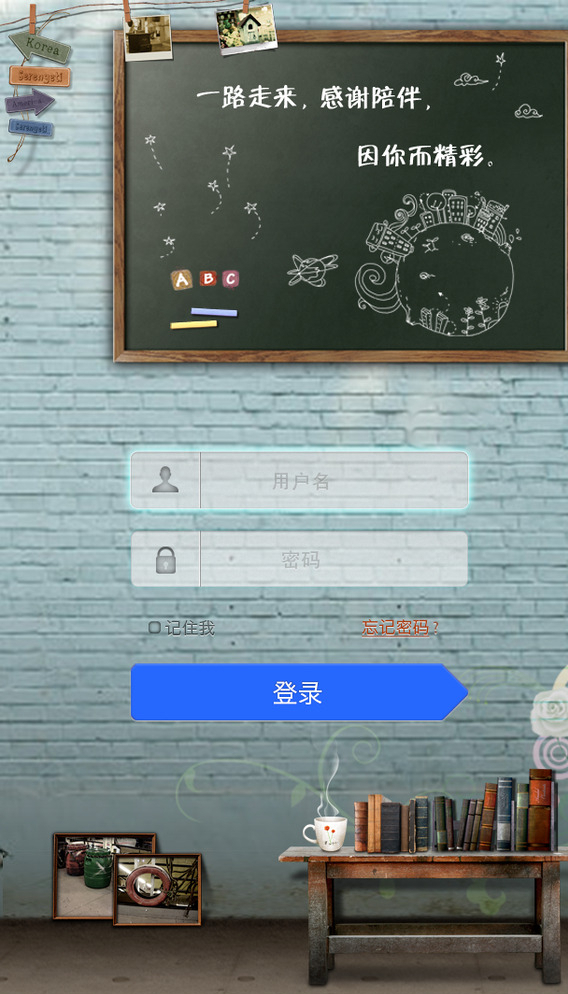 Korea
Serengeti
Serengeti
一路走来，感谢陪伴，
因你而精彩。
A B C
用户名
密码
记住我
忘记密码？
登录